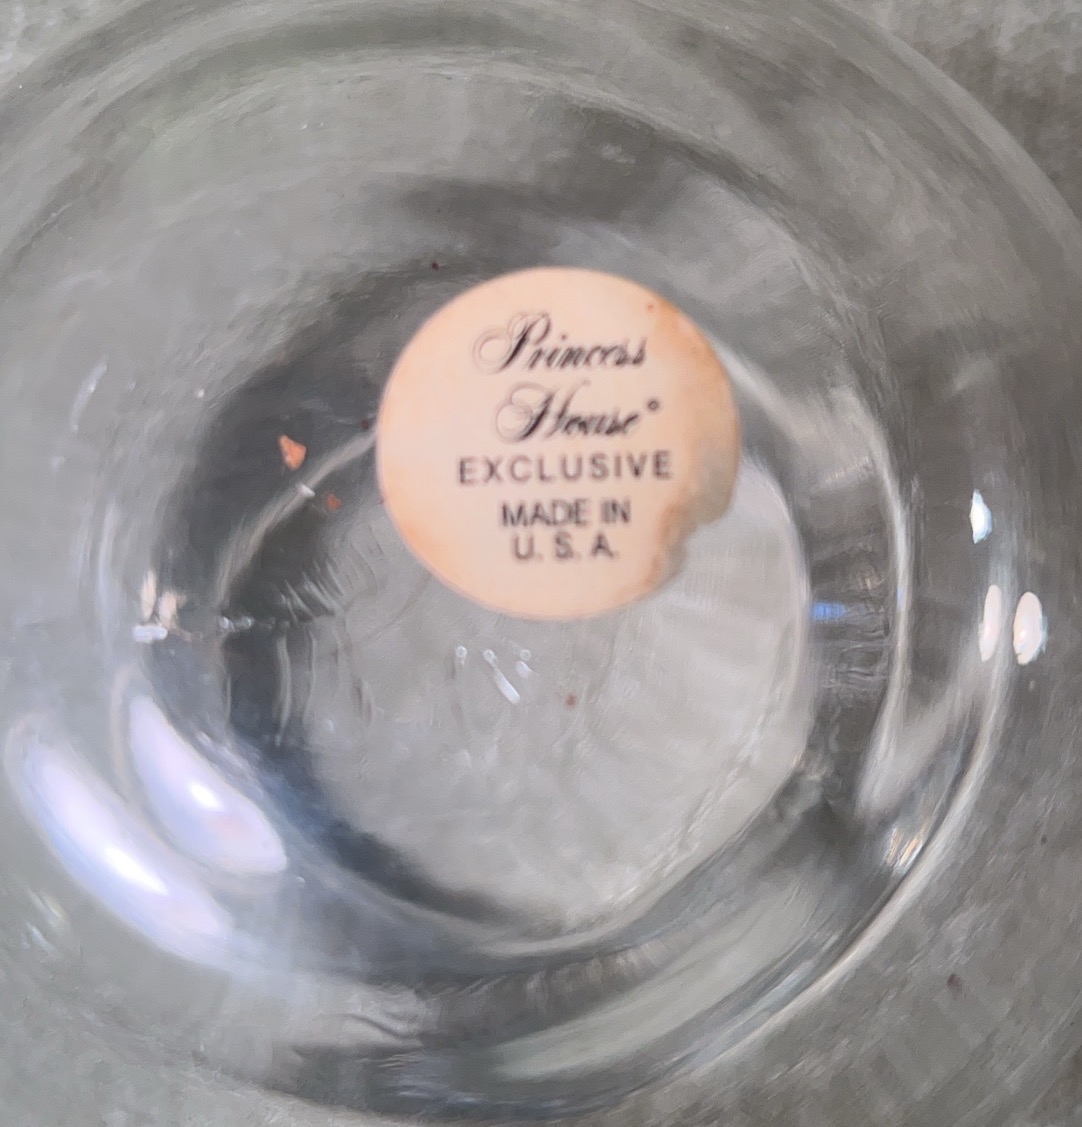 Princess
House®
EXCLUSIVE
MADE IN
U. S. A.